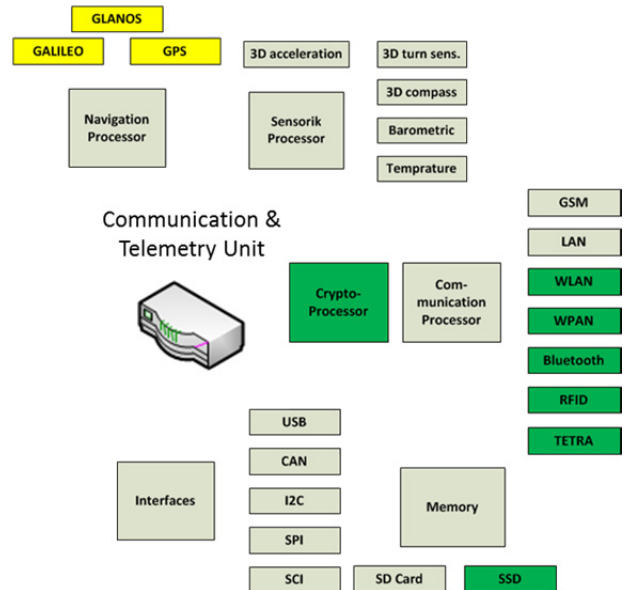 GLANOS
GALILEO
GPS
3D acceleration
3D turn sens.
3D compass
Navigation
Processor
Sensorik
Processor
Barometric
Temprature
GSM
LAN
Communication &
Telemetry Unit
Crypto-
Processor
Com-
munication
Processor
WLAN
WPAN
Bluetooth
RFID
TETRA
USB
CAN
Interfaces
I2C
Memory
SPI
SCI
SD Card
SSD